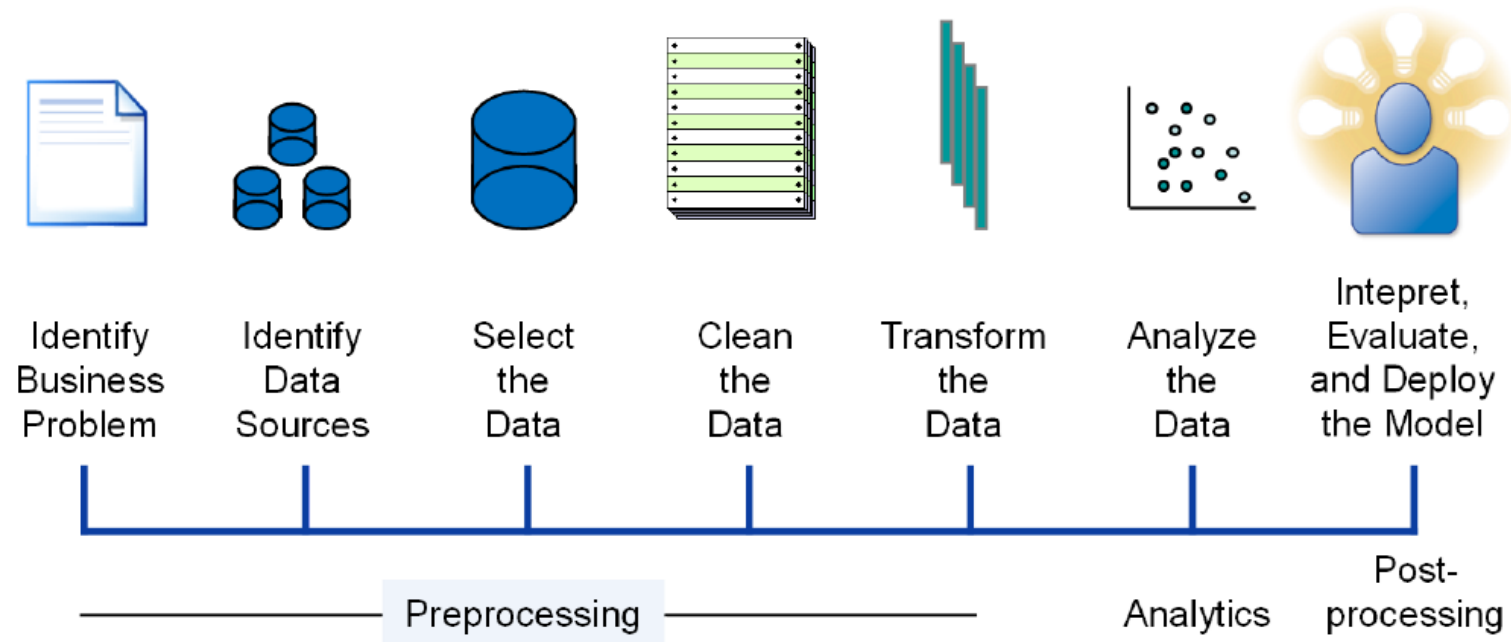 Identify
Business
Problem
Identify
Data
Sources
Select
the
Data
Clean
the
Data
Transform
the
Data
Analyze
the
Data
Intepret,
Evaluate,
and Deploy
the Model
Preprocessing
Analytics
Post-
processing